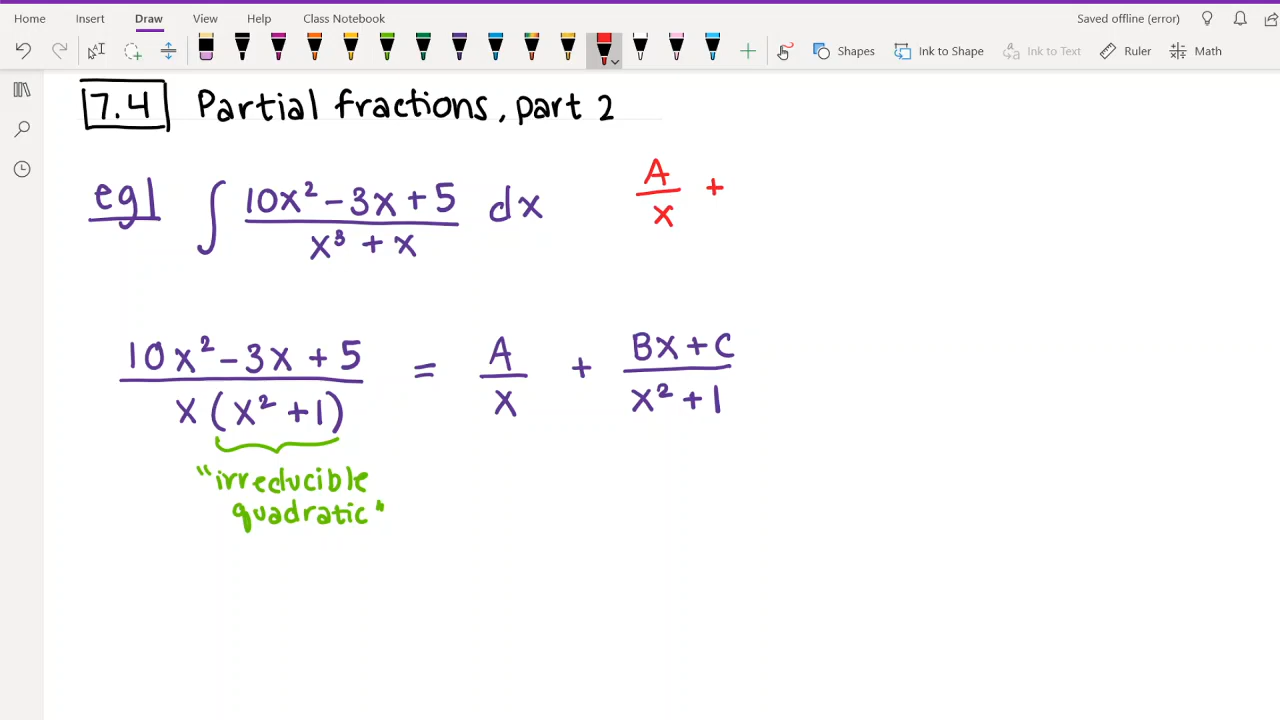 Home Insert Draw View Help Class Notebook Saved offline (error)
Shapes Ink to Shape Ink to Text Ruler Math
7.4 Partial fractions, part 2
eg1 ∫ (10x² - 3x + 5)/(x³ + x) dx A/x +
(10x² - 3x + 5)/(x(x² + 1)) = A/x + (Bx + C)/(x² + 1)
"irreducible
quadratic"